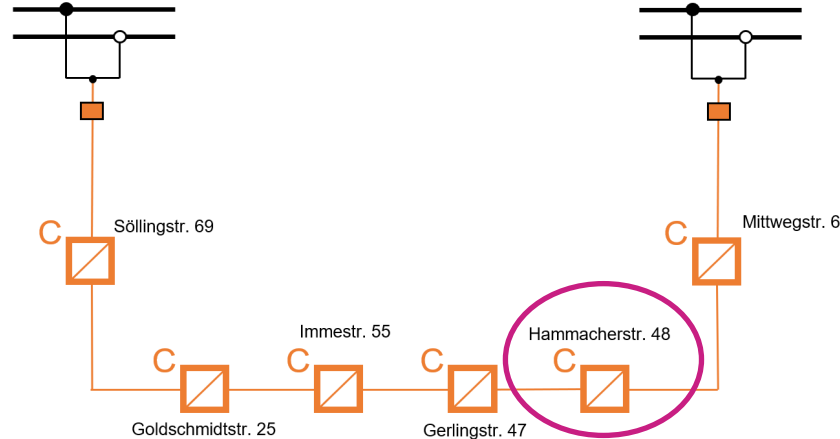 C
Söllingstr. 69
C
Mittwegstr. 6
C
Goldschmidtstr. 25
Immestr. 55
C
C
Gerlingstr. 47
Hammacherstr. 48
C